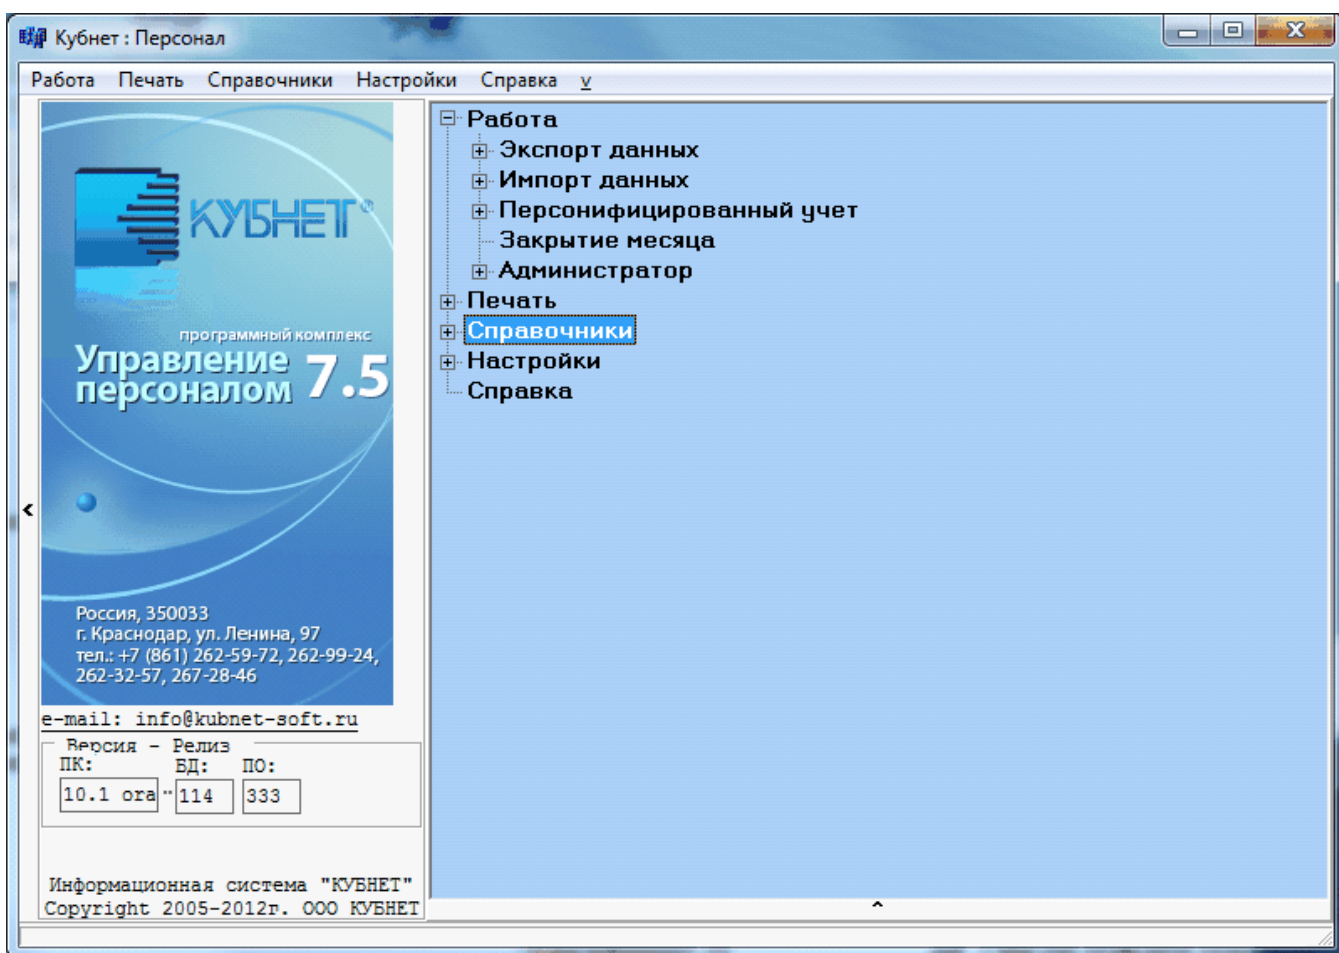 Кубнет : Персонал
Работа Печать Справочники Настройки Справка v
КУБНЕТ®
программный комплекс
Управление
персоналом 7.5
Россия, 350033
г. Краснодар, ул. Ленина, 97
тел.: +7 (861) 262-59-72, 262-99-24,
262-32-57, 267-28-46
e-mail: info@kubnet-soft.ru
Версия - Релиз
ПК: БД: ПО:
10.1 ora 114 333
Информационная система "КУБНЕТ"
Copyright 2005-2012г. ООО КУБНЕТ
Работа
Экспорт данных
Импорт данных
Персонифицированный учет
Закрытие месяца
Администратор
Печать
Справочники
Настройки
Справка